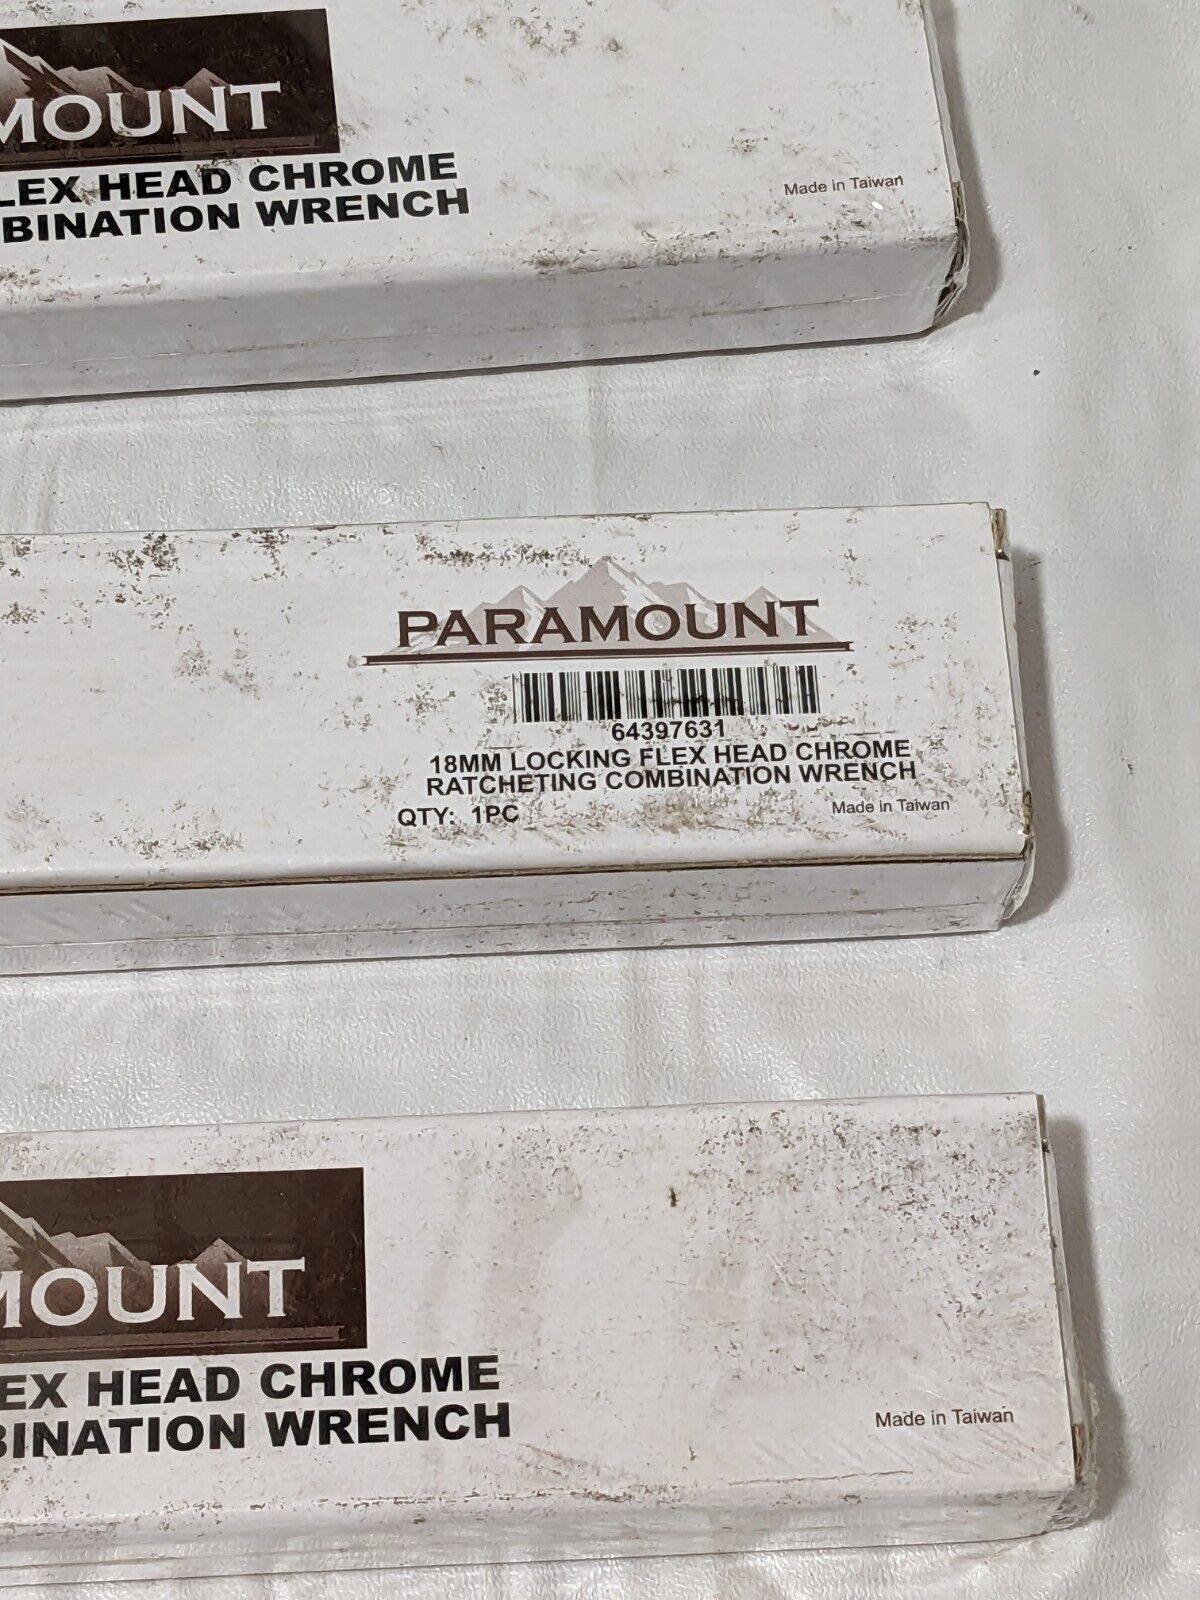 MOUNT
LEX HEAD CHROME
BINATION WRENCH
Made in Taiwan
PARAMOUNT
64397631
18MM LOCKING FLEX HEAD CHROME
RATCHETING COMBINATION WRENCH
QTY: 1PC
Made in Taiwan
MOUNT
EX HEAD CHROME
BINATION WRENCH
Made in Taiwan